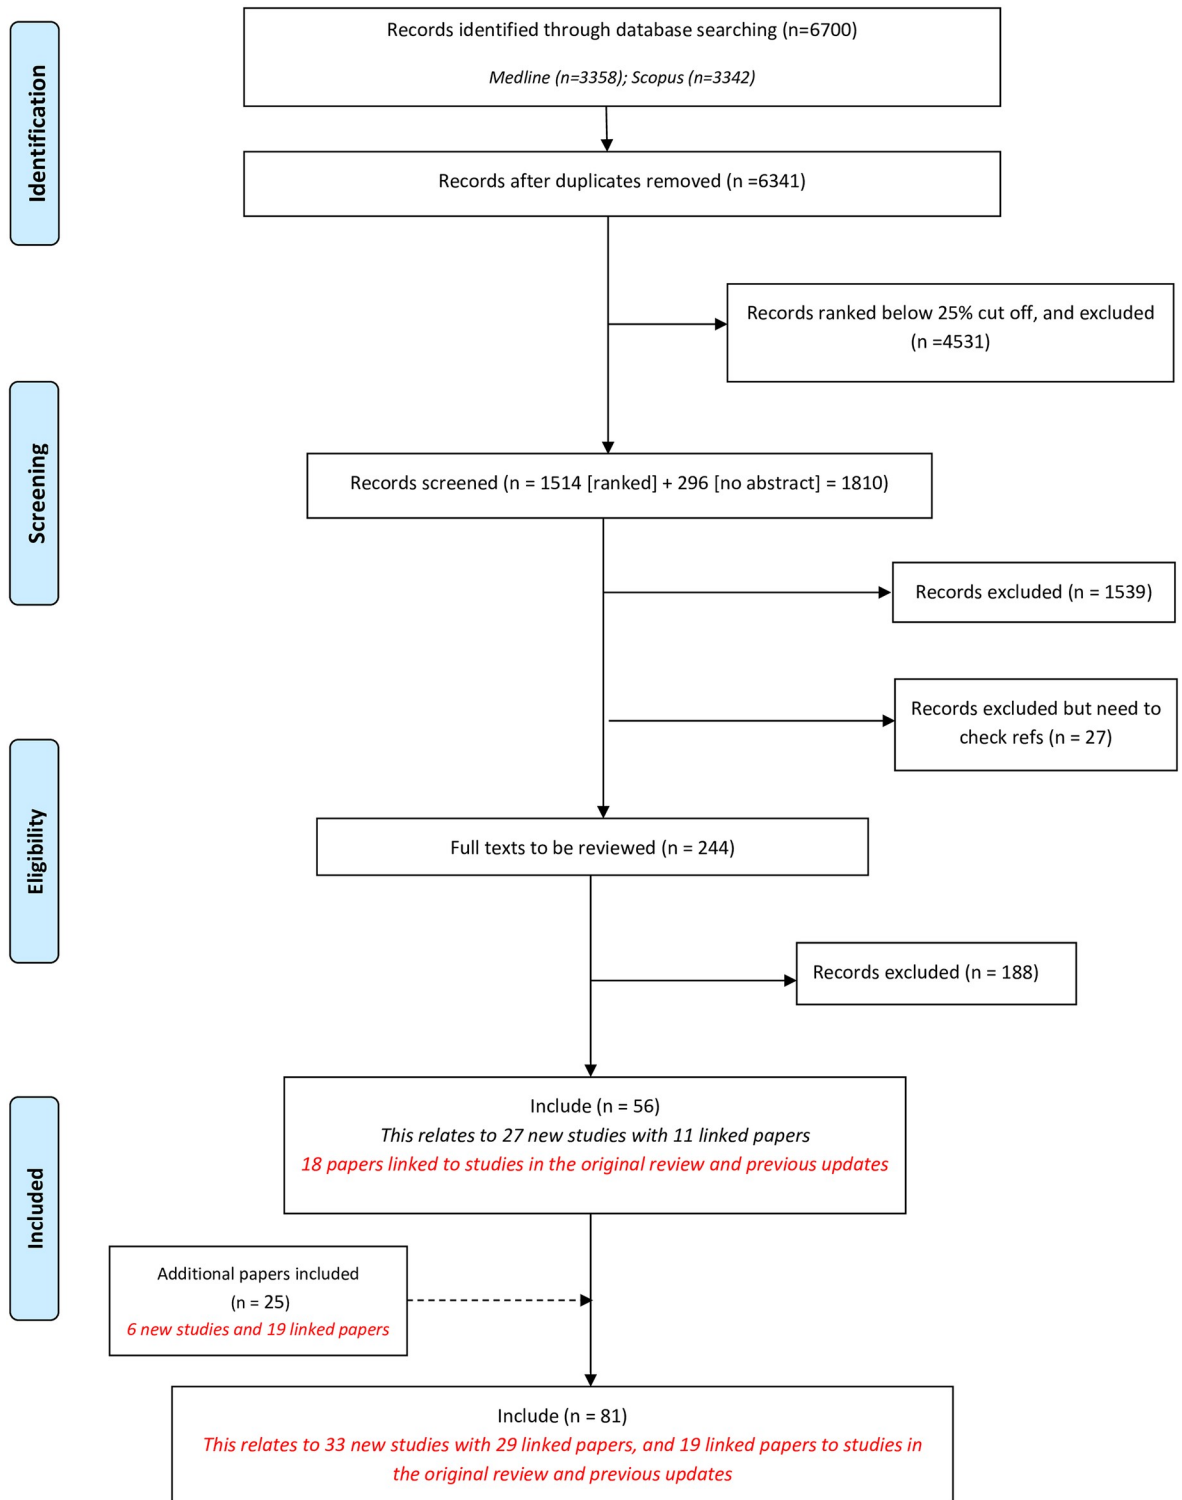 Identification
Records identified through database searching (n=6700)
Medline (n=3358); Scopus (n=3342)
Records after duplicates removed (n =6341)
Records ranked below 25% cut off, and excluded
(n =4531)
Screening
Records screened (n = 1514 [ranked] + 296 [no abstract] = 1810)
Records excluded (n = 1539)
Records excluded but need to
check refs (n = 27)
Eligibility
Full texts to be reviewed (n = 244)
Records excluded (n = 188)
Included
Include (n = 56)
This relates to 27 new studies with 11 linked papers
18 papers linked to studies in the original review and previous updates
Additional papers included
(n = 25)
6 new studies and 19 linked papers
Include (n = 81)
This relates to 33 new studies with 29 linked papers, and 19 linked papers to studies in
the original review and previous updates